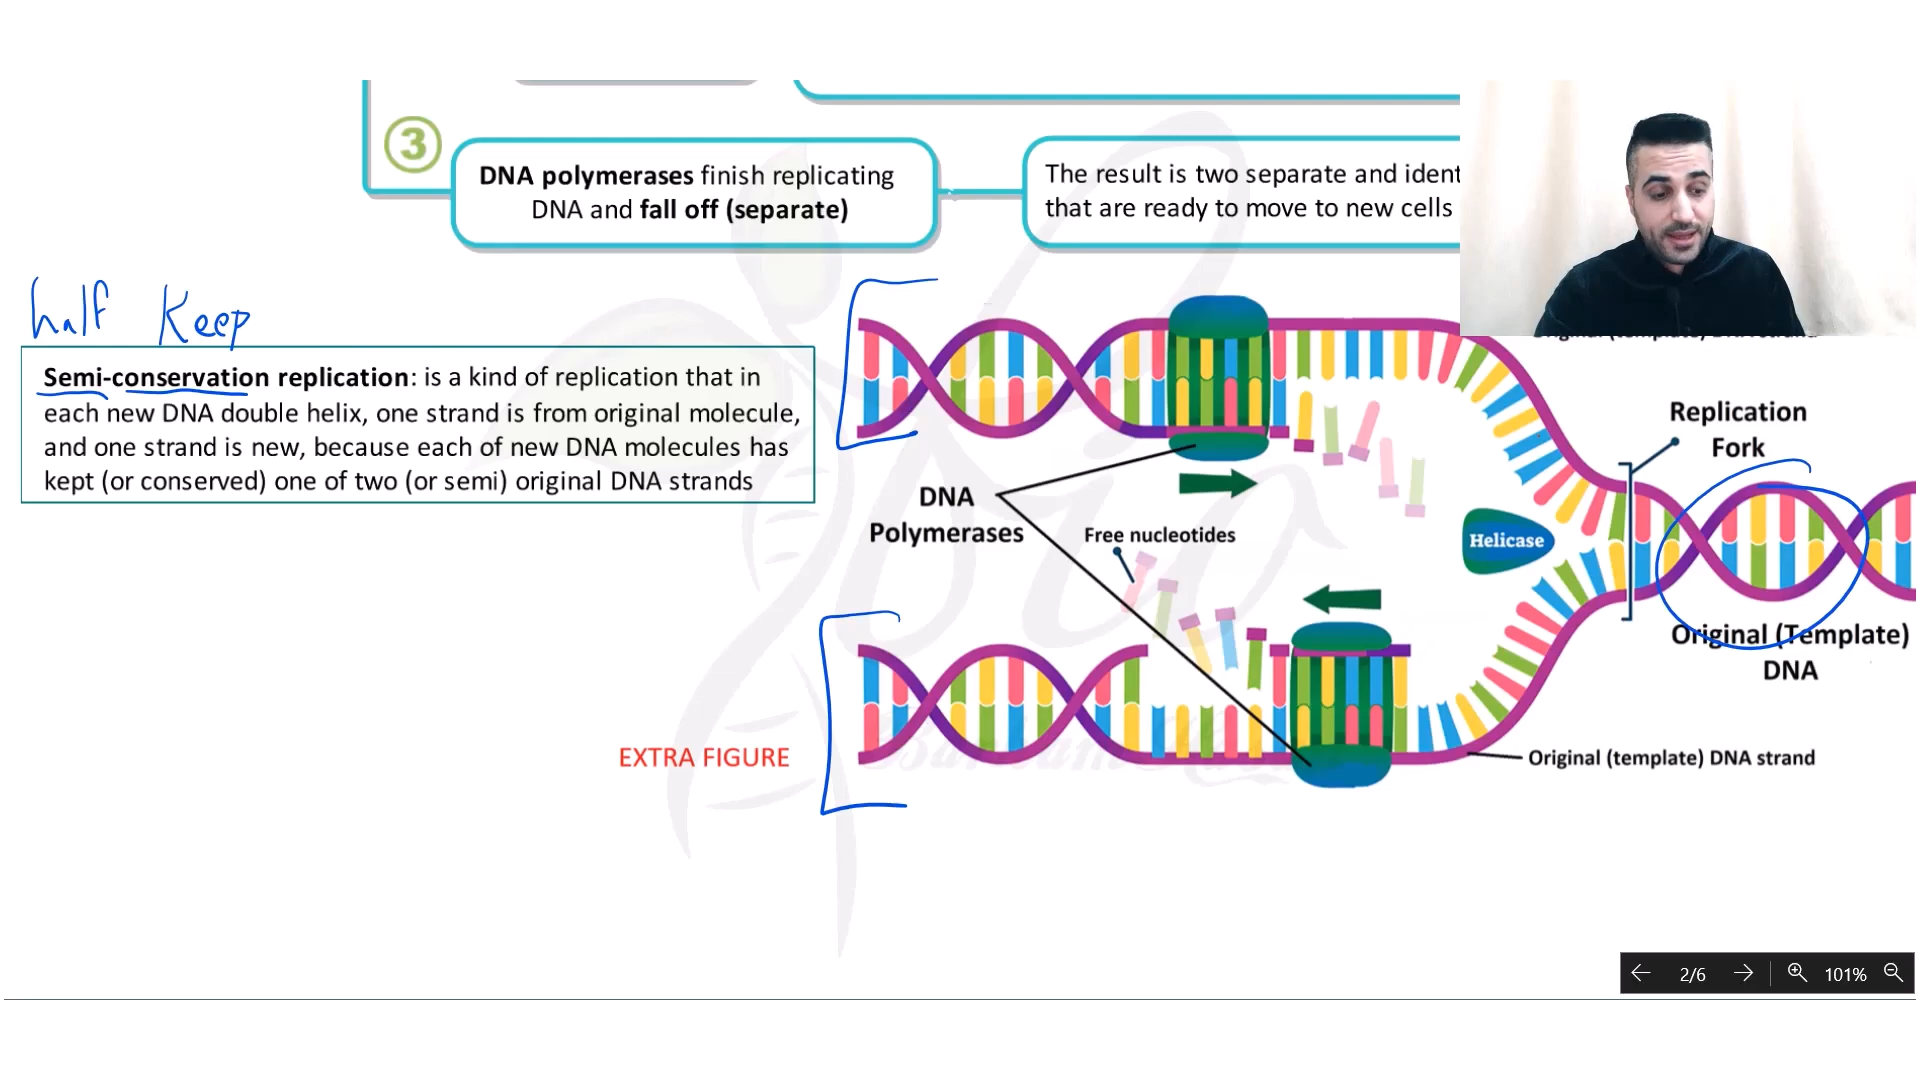 3
DNA polymerases finish replicating
DNA and fall off (separate)
The result is two separate and ident
that are ready to move to new cells
half Keep
Semi-conservation replication: is a kind of replication that in
each new DNA double helix, one strand is from original molecule,
and one strand is new, because each of new DNA molecules has
kept (or conserved) one of two (or semi) original DNA strands
Replication
Fork
DNA
Polymerases
Free nucleotides
Helicase
Original (Template)
DNA
EXTRA FIGURE
Original (template) DNA strand
2/6
101%